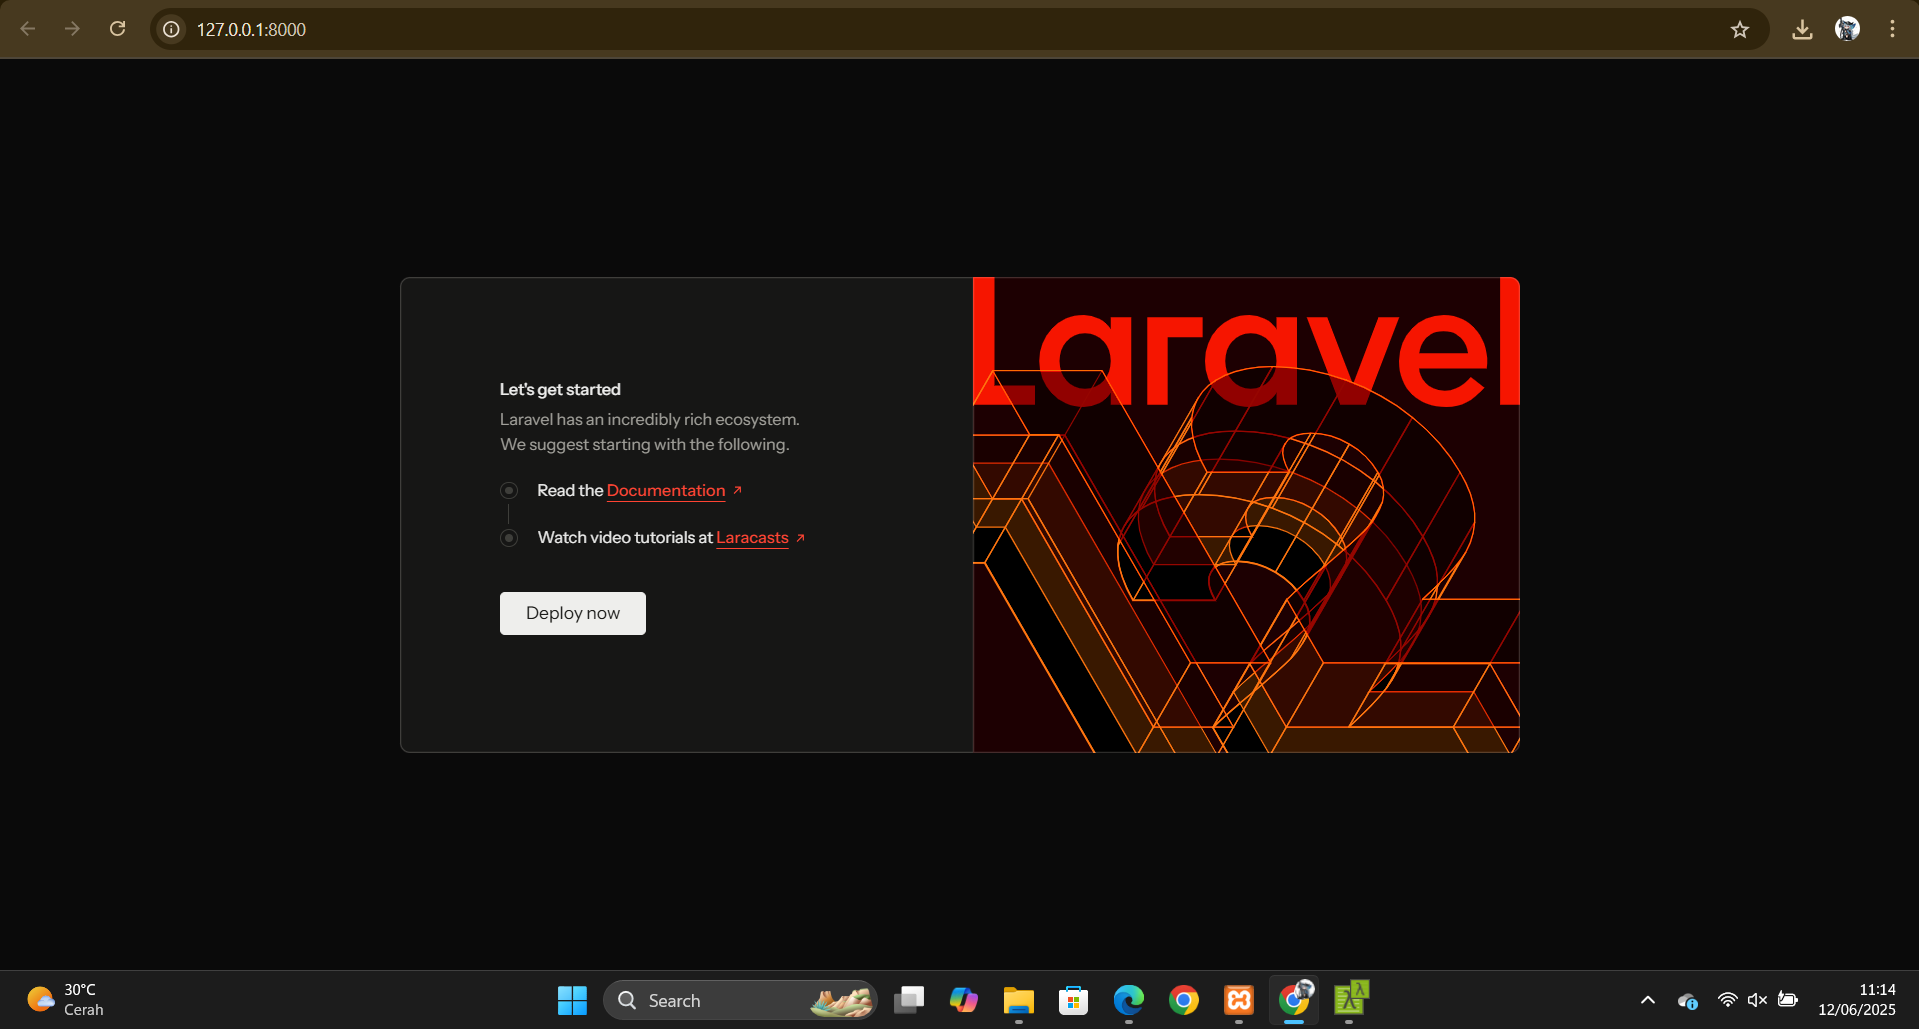 127.0.0.1:8000
Let's get started
Laravel has an incredibly rich ecosystem.
We suggest starting with the following.
Read the Documentation
Watch video tutorials at Laracasts
Deploy now
Laravel
30°C
Cerah
Search
11:14
12/06/2025